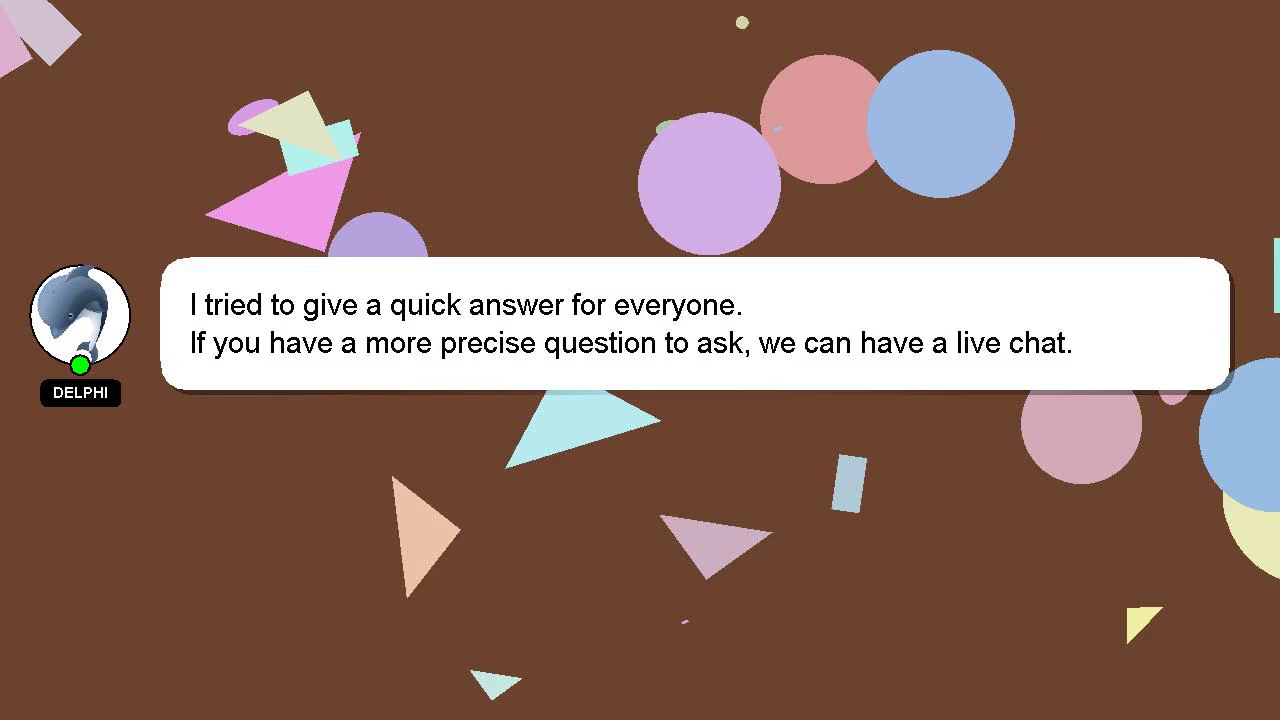 I tried to give a quick answer for everyone.
If you have a more precise question to ask, we can have a live chat.
DELPHI